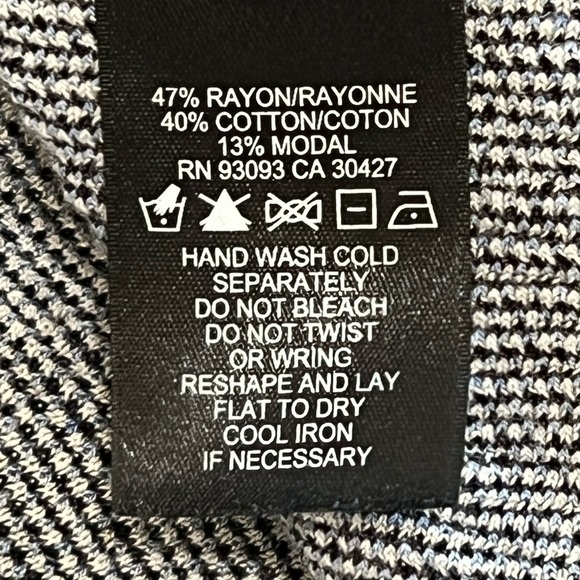 47% RAYON/RAYONNE
40% COTTON/COTON
13% MODAL
RN 93093 CA 30427
HAND WASH COLD
SEPARATELY
DO NOT BLEACH
DO NOT TWIST
OR WRING
RESHAPE AND LAY
FLAT TO DRY
COOL IRON
IF NECESSARY